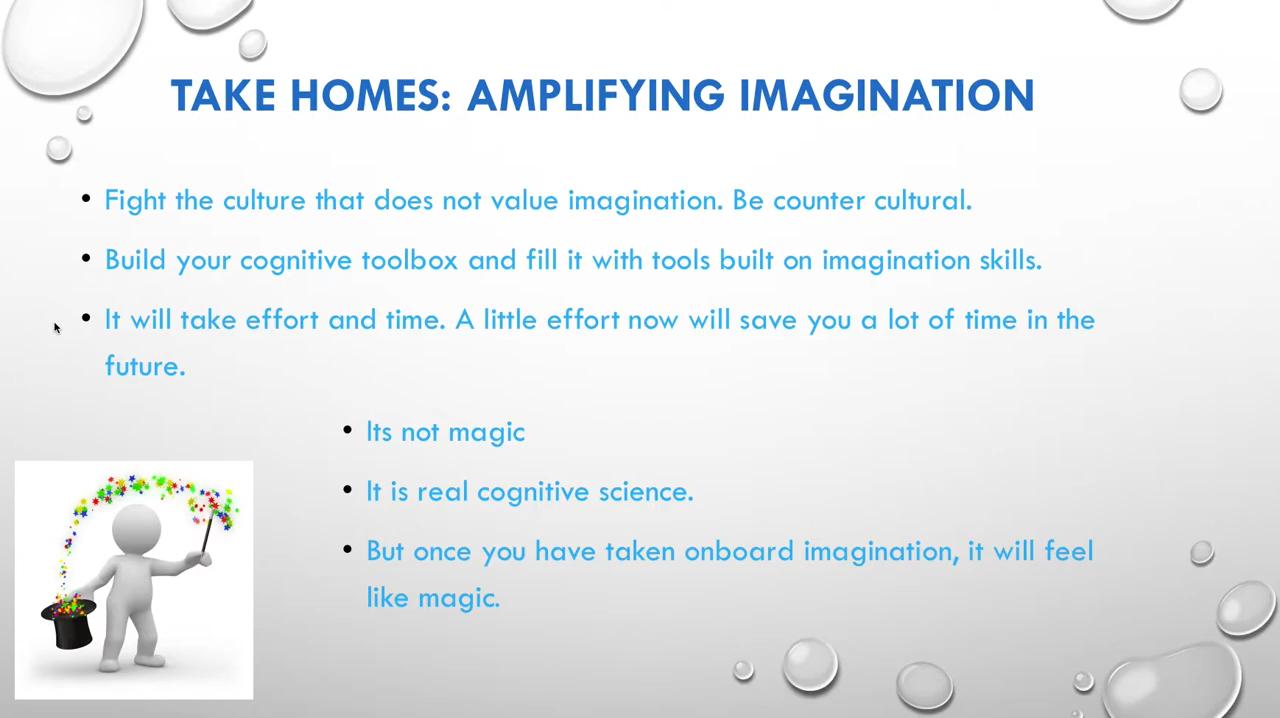 TAKE HOMES: AMPLIFYING IMAGINATION
• Fight the culture that does not value imagination. Be counter cultural.
• Build your cognitive toolbox and fill it with tools built on imagination skills.
• It will take effort and time. A little effort now will save you a lot of time in the
future.
• Its not magic
• It is real cognitive science.
• But once you have taken onboard imagination, it will feel
like magic.